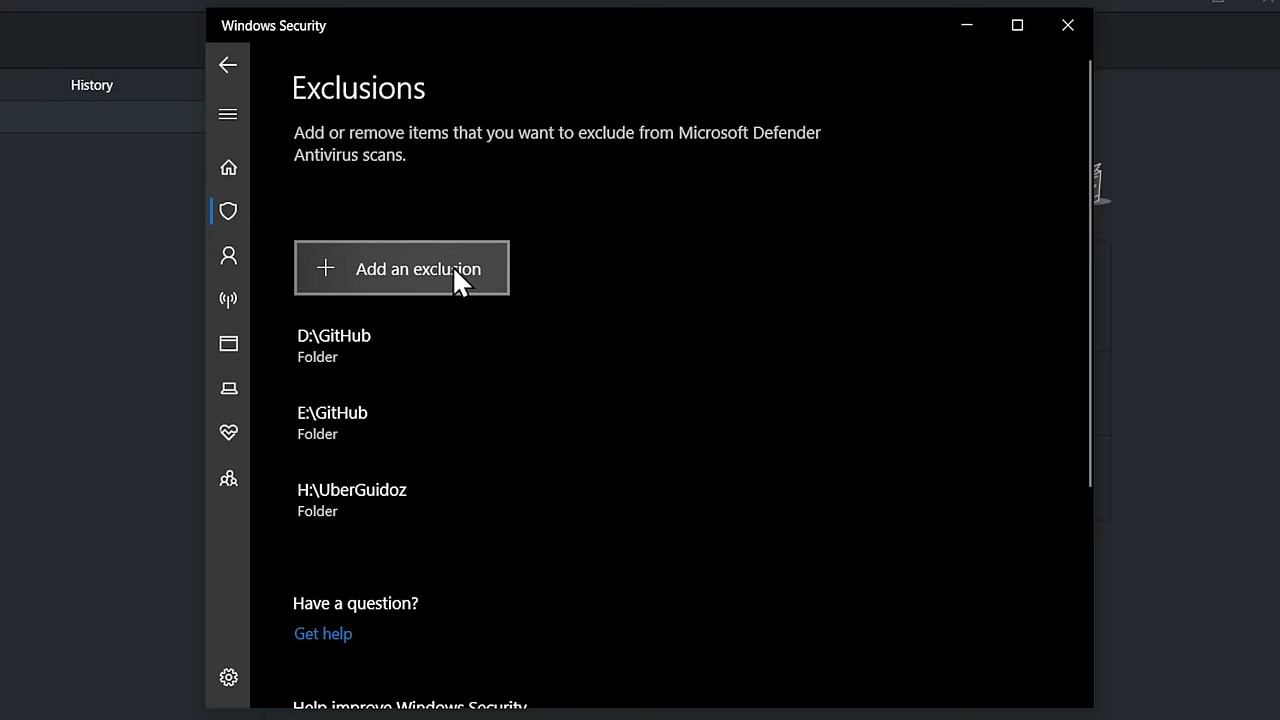 Windows Security
History
Exclusions
Add or remove items that you want to exclude from Microsoft Defender
Antivirus scans.
Add an exclusion
D:\GitHub
Folder
E:\GitHub
Folder
H:\UberGuidoz
Folder
Have a question?
Get help
Help improve Windows Security